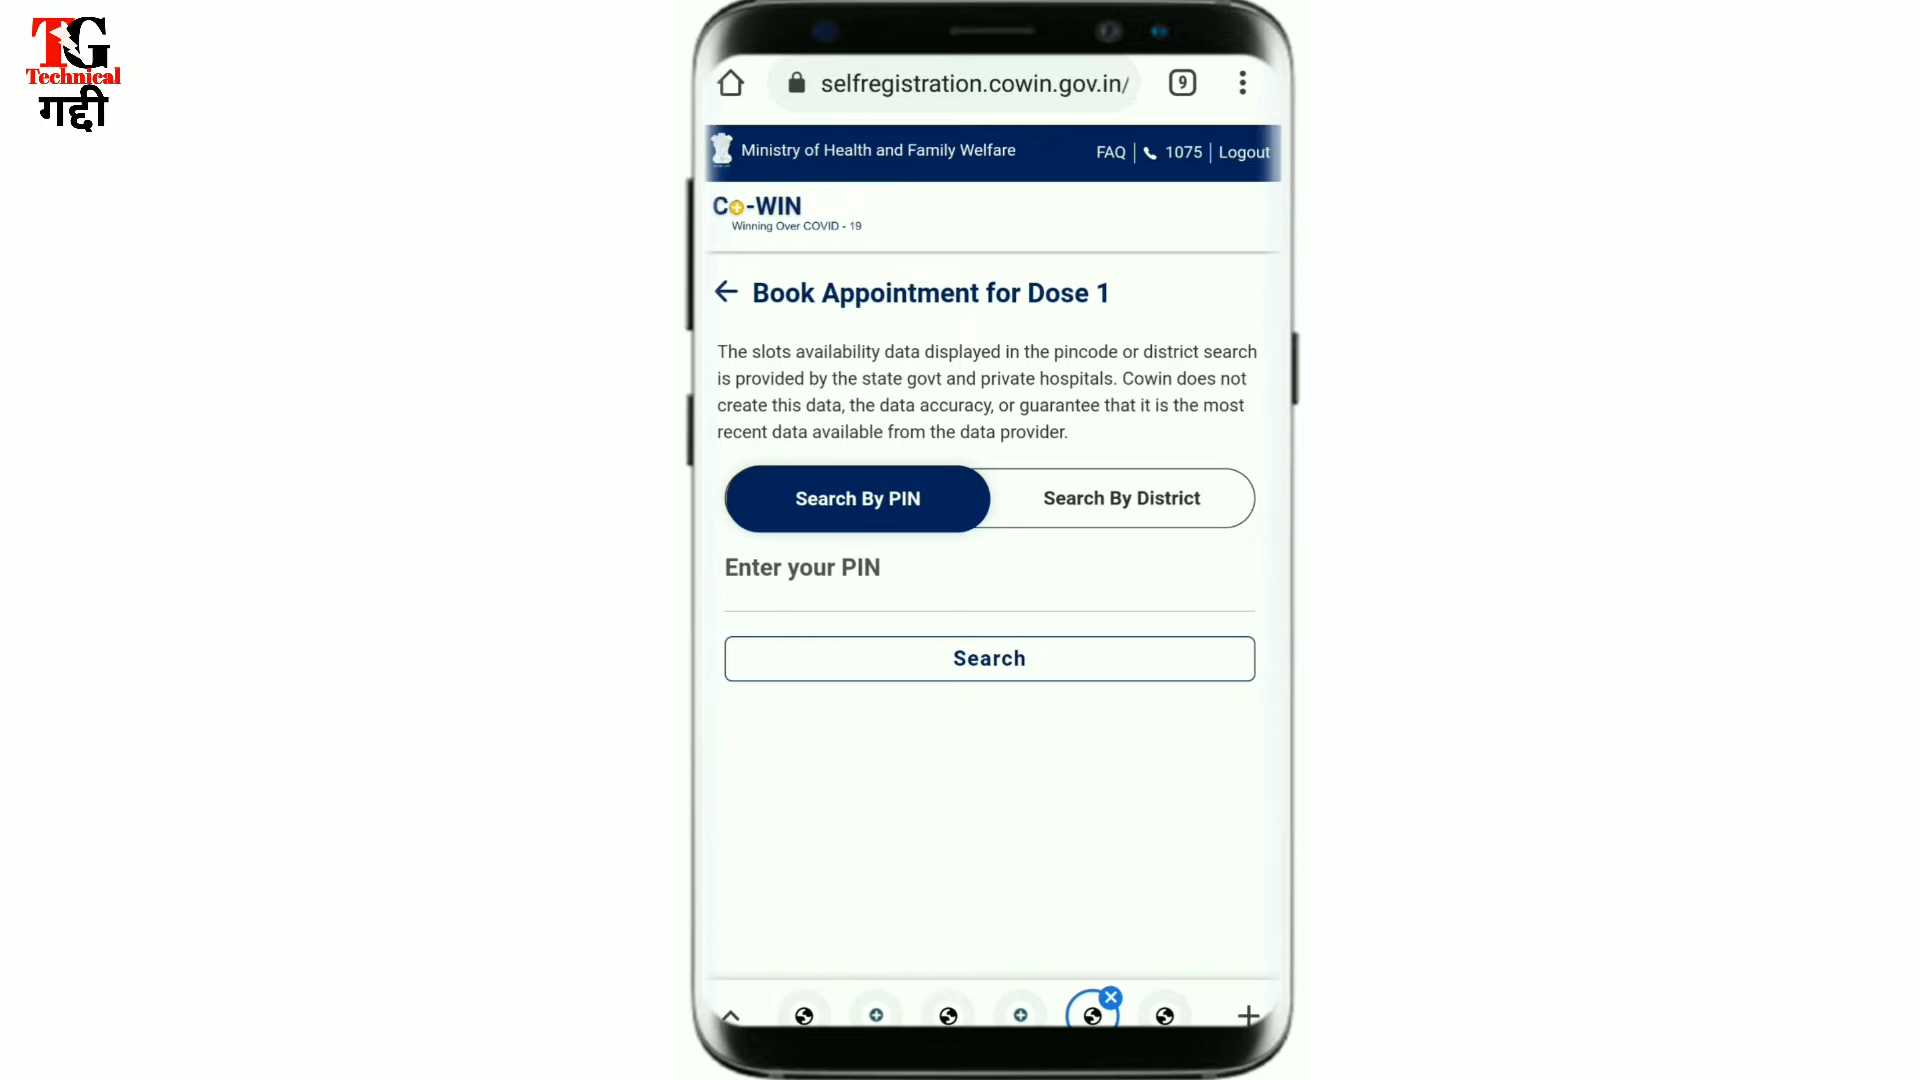 TG
Technical
गद्दी
selfregistration.cowin.gov.in/
9
Ministry of Health and Family Welfare
FAQ | 1075 | Logout
Co-WIN
Winning Over COVID - 19
Book Appointment for Dose 1
The slots availability data displayed in the pincode or district search
is provided by the state govt and private hospitals. Cowin does not
create this data, the data accuracy, or guarantee that it is the most
recent data available from the data provider.
Search By PIN
Search By District
Enter your PIN
Search